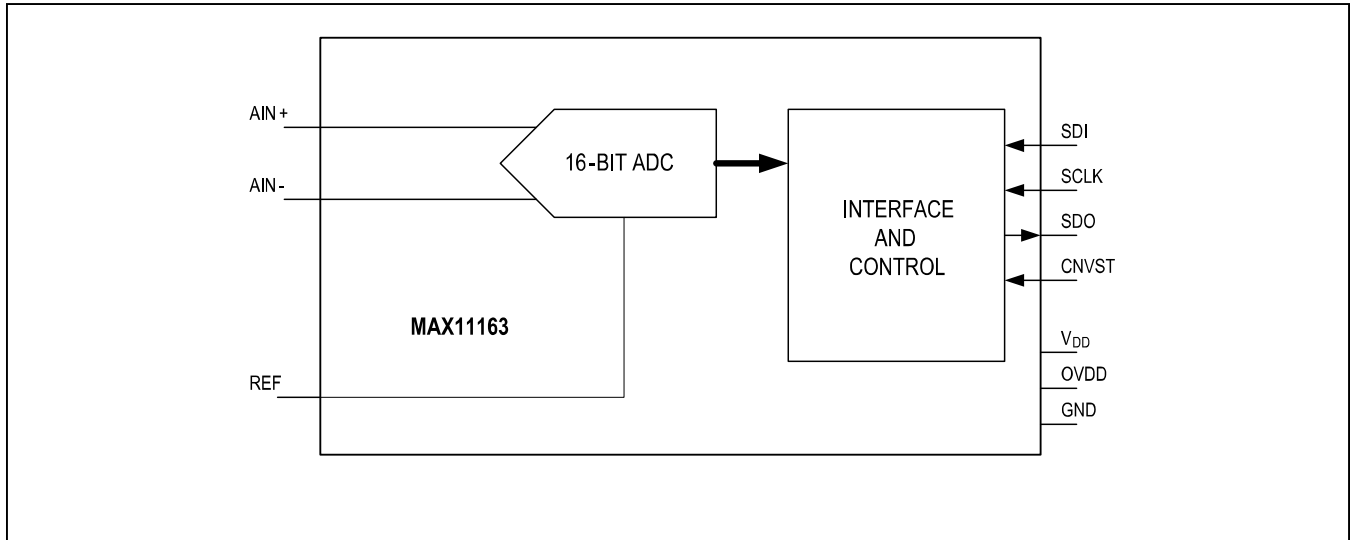 AIN+
AIN-
REF
16-BIT ADC
MAX11163
INTERFACE
AND
CONTROL
SDI
SCLK
SDO
CNVST
VDD
OVDD
GND